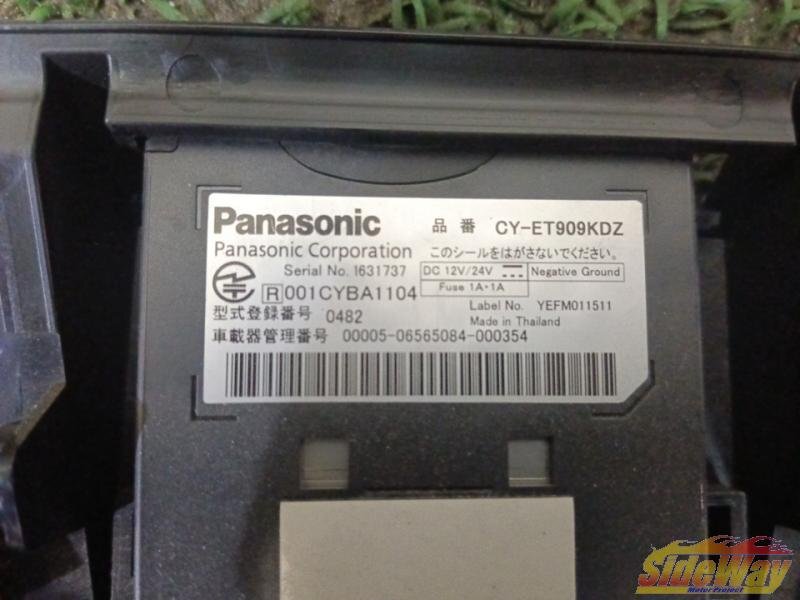 Panasonic 品番 CY-ET909KDZ
Panasonic Corporation このシールをはがさないでください。
Serial No. 1631737 DC 12V/24V Negative Ground
R 001CYBA1104 Fuse 1A・1A
Label No. YEFM011511
型式登録番号 0482 Made in Thailand
車載器管理番号 00005-06565084-000354
SideWay
Motor Project